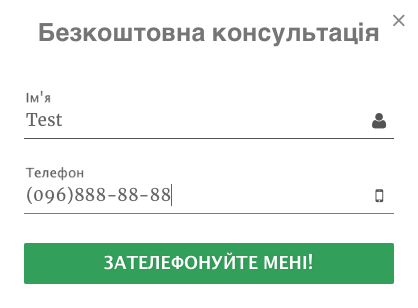 Безкоштовна консультація
Ім'я
Test
Телефон
(096)888-88-88
ЗАТЕЛЕФОНУЙТЕ МЕНІ!